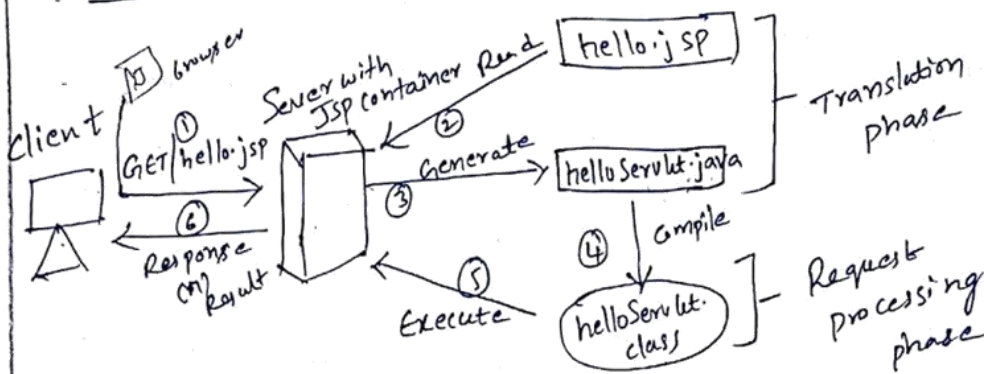 browser
Client
①
GET/hello.jsp
⑥
Response
(or) Result
Server with
JSP container
Read
②
hello.jsp
③
Generate
helloServlet.java
Translation
phase
④
Compile
⑤
Execute
helloServlet.
class
Request
processing
phase